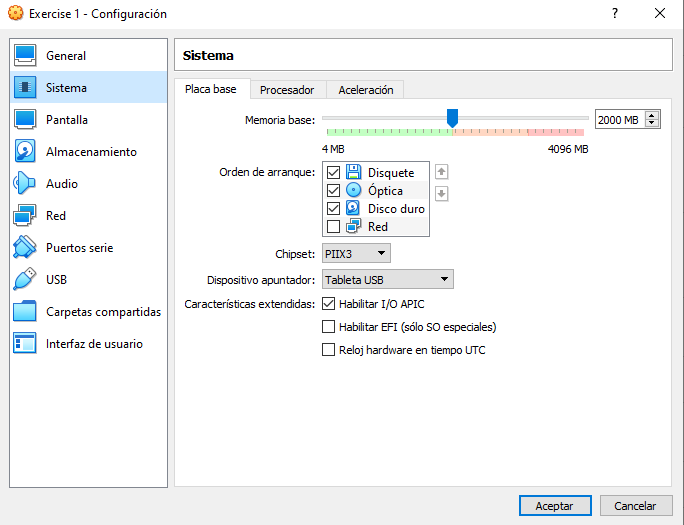 Exercise 1 - Configuración
General
Sistema
Pantalla
Almacenamiento
Audio
Red
Puertos serie
USB
Carpetas compartidas
Interfaz de usuario
Sistema
Placa base Procesador Aceleración
Memoria base: 2000 MB
4 MB 4096 MB
Orden de arranque: Disquete
Óptica
Disco duro
Red
Chipset: PIIX3
Dispositivo apuntador: Tableta USB
Características extendidas: Habilitar I/O APIC
Habilitar EFI (sólo SO especiales)
Reloj hardware en tiempo UTC
Aceptar Cancelar